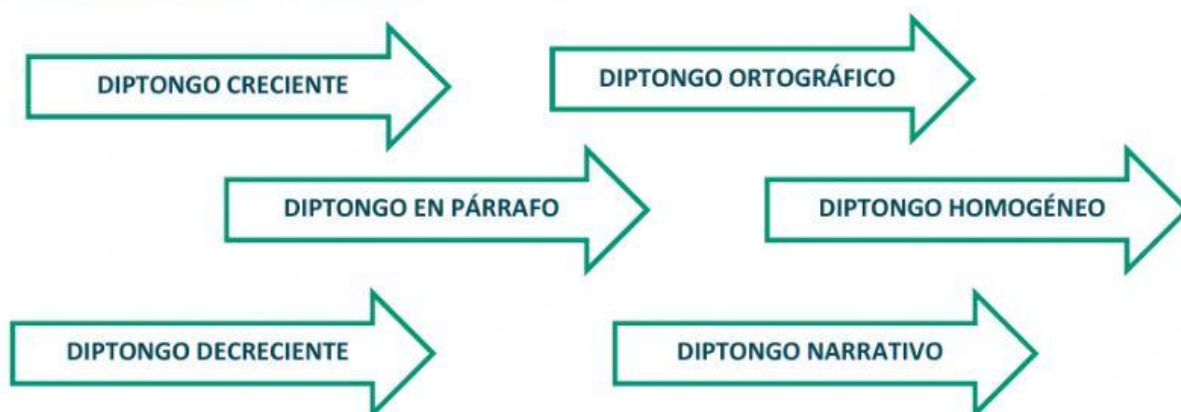 DIPTONGO CRECIENTE
DIPTONGO ORTOGRÁFICO
DIPTONGO EN PÁRRAFO
DIPTONGO HOMOGÉNEO
DIPTONGO DECRECIENTE
DIPTONGO NARRATIVO